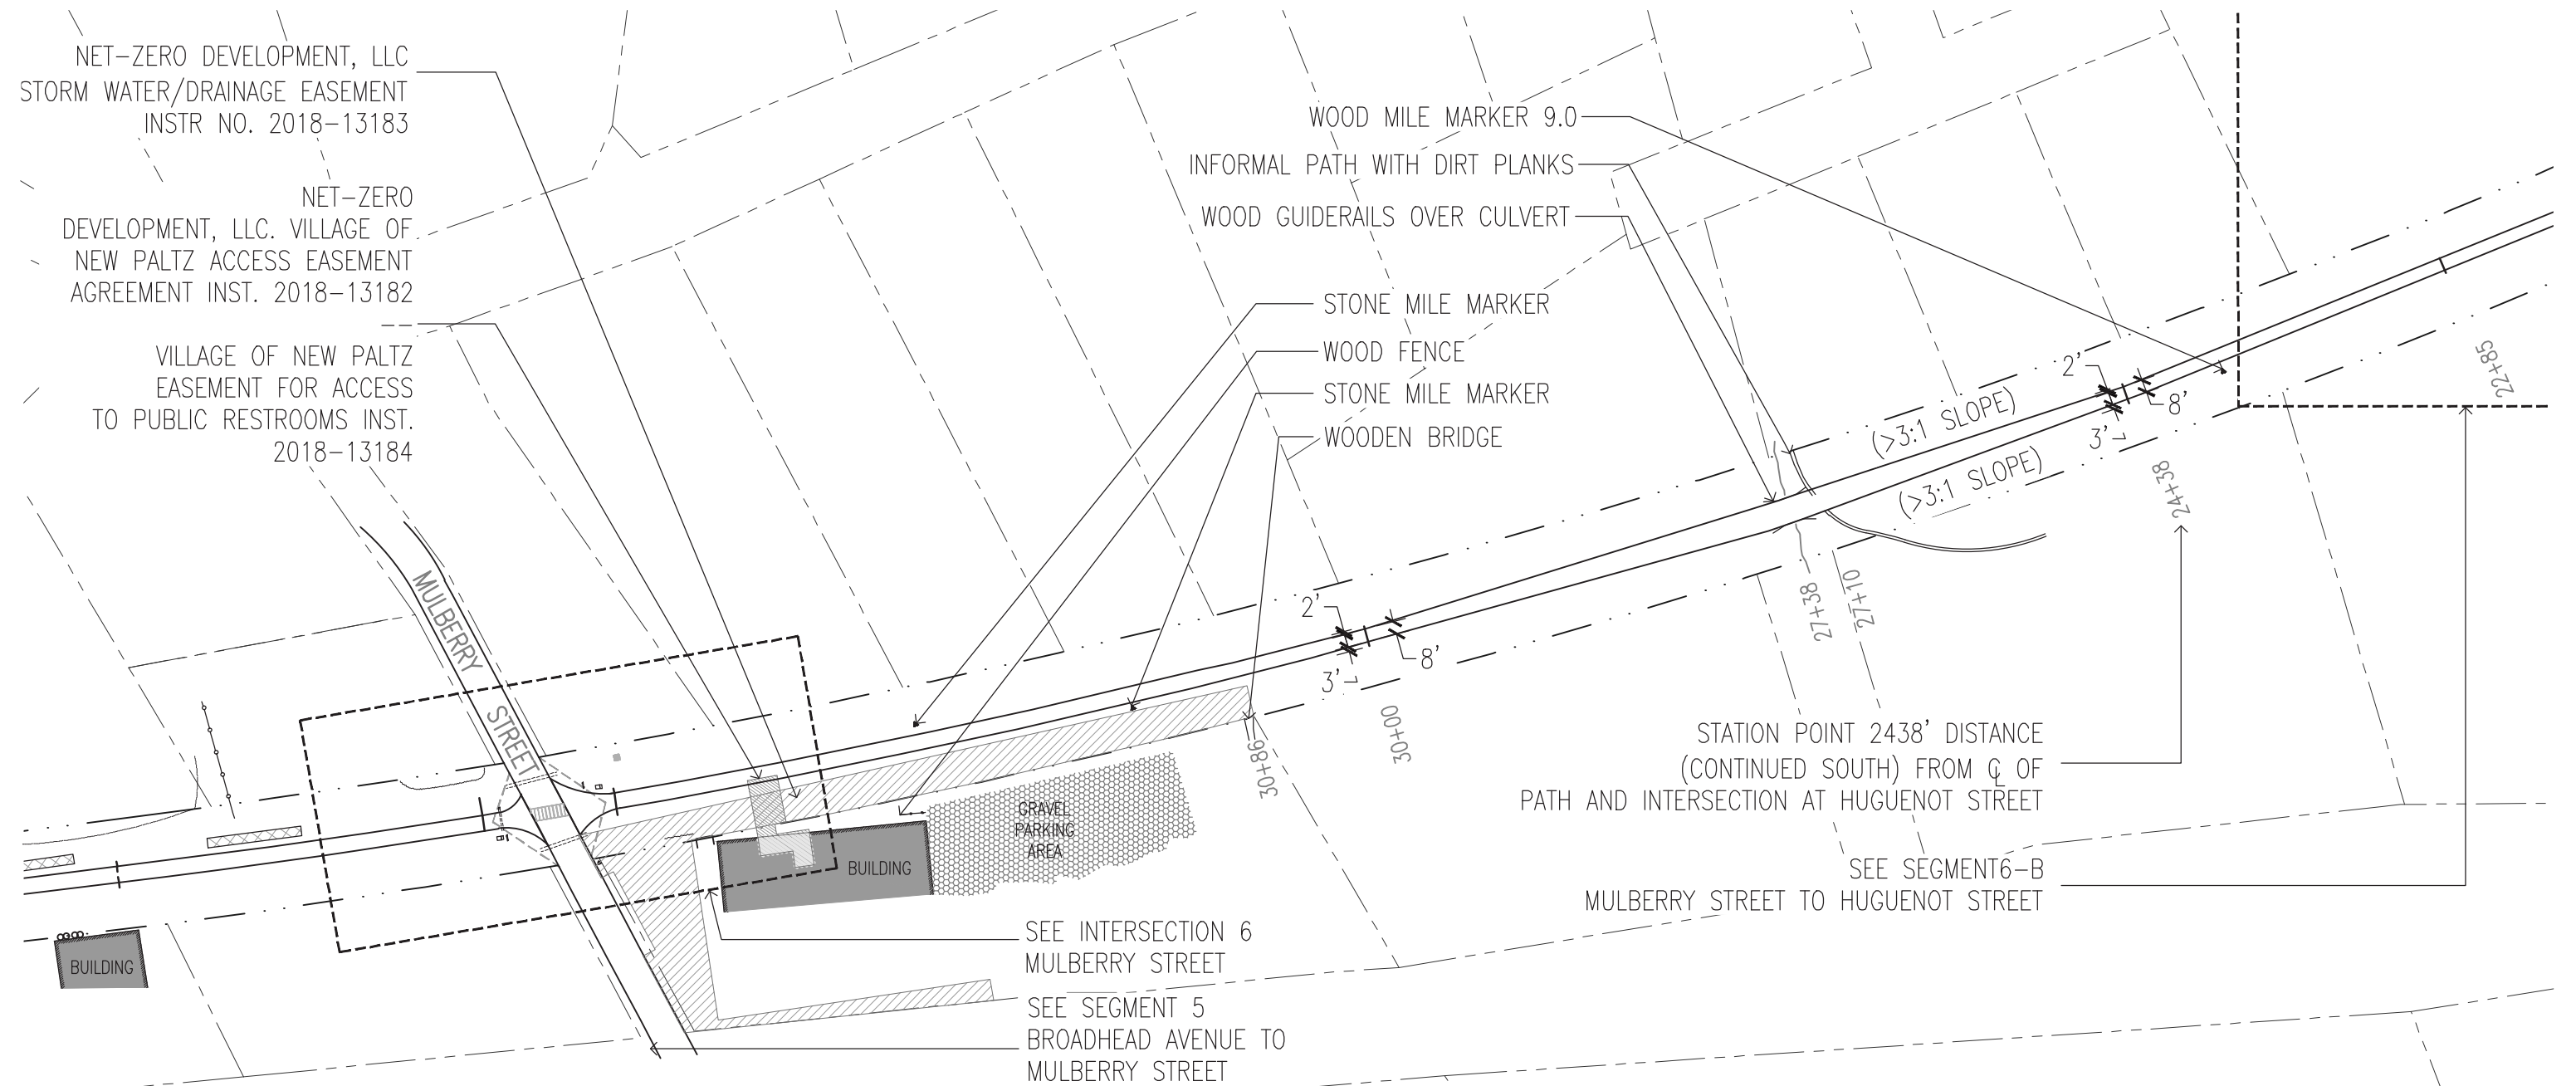 NET-ZERO DEVELOPMENT, LLC
STORM WATER/DRAINAGE EASEMENT
INSTR NO. 2018-13183
NET-ZERO
DEVELOPMENT, LLC. VILLAGE OF
NEW PALTZ ACCESS EASEMENT
AGREEMENT INST. 2018-13182
VILLAGE OF NEW PALTZ
EASEMENT FOR ACCESS
TO PUBLIC RESTROOMS INST.
2018-13184
WOOD MILE MARKER 9.0
INFORMAL PATH WITH DIRT PLANKS
WOOD GUIDERAILS OVER CULVERT
STONE MILE MARKER
WOOD FENCE
STONE MILE MARKER
WOODEN BRIDGE
(>3:1 SLOPE)
(>3:1 SLOPE)
2'
8'
3'
22+85
24+38
27+38
27+10
2'
8'
3'
30+00
30+86
MULBERRY
STREET
GRAVEL
PARKING
AREA
BUILDING
BUILDING
STATION POINT 2438' DISTANCE
(CONTINUED SOUTH) FROM ℄ OF
PATH AND INTERSECTION AT HUGUENOT STREET
SEE SEGMENT6-B
MULBERRY STREET TO HUGUENOT STREET
SEE INTERSECTION 6
MULBERRY STREET
SEE SEGMENT 5
BROADHEAD AVENUE TO
MULBERRY STREET